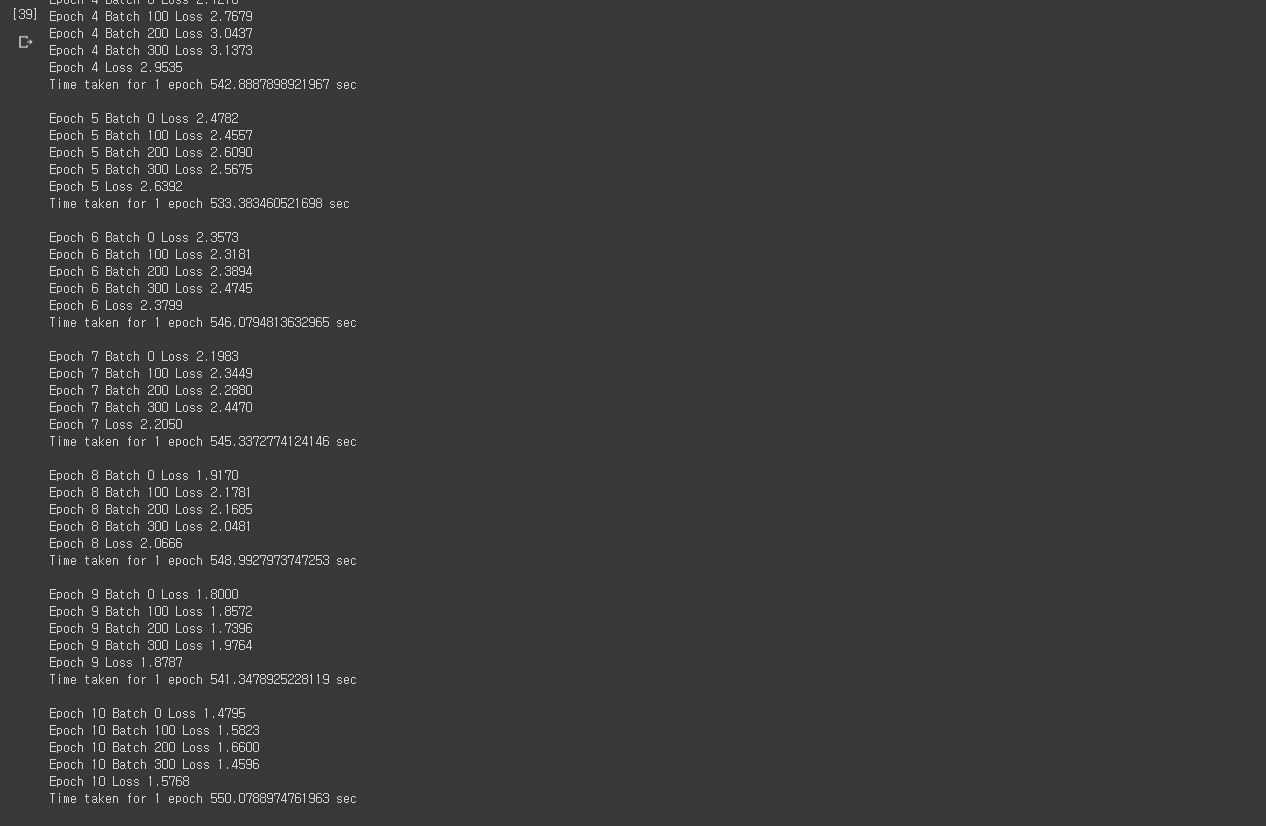 [39]
Epoch 4 Batch 100 Loss 2.7679
Epoch 4 Batch 200 Loss 3.0437
Epoch 4 Batch 300 Loss 3.1373
Epoch 4 Loss 2.9535
Time taken for 1 epoch 542.8887898921967 sec
Epoch 5 Batch 0 Loss 2.4782
Epoch 5 Batch 100 Loss 2.4557
Epoch 5 Batch 200 Loss 2.6090
Epoch 5 Batch 300 Loss 2.5675
Epoch 5 Loss 2.6392
Time taken for 1 epoch 533.383460521698 sec
Epoch 6 Batch 0 Loss 2.3573
Epoch 6 Batch 100 Loss 2.3181
Epoch 6 Batch 200 Loss 2.3894
Epoch 6 Batch 300 Loss 2.4745
Epoch 6 Loss 2.3799
Time taken for 1 epoch 546.0794813632965 sec
Epoch 7 Batch 0 Loss 2.1983
Epoch 7 Batch 100 Loss 2.3449
Epoch 7 Batch 200 Loss 2.2880
Epoch 7 Batch 300 Loss 2.4470
Epoch 7 Loss 2.2050
Time taken for 1 epoch 545.3372774124146 sec
Epoch 8 Batch 0 Loss 1.9170
Epoch 8 Batch 100 Loss 2.1781
Epoch 8 Batch 200 Loss 2.1685
Epoch 8 Batch 300 Loss 2.0481
Epoch 8 Loss 2.0666
Time taken for 1 epoch 548.9927973747253 sec
Epoch 9 Batch 0 Loss 1.8000
Epoch 9 Batch 100 Loss 1.8572
Epoch 9 Batch 200 Loss 1.7396
Epoch 9 Batch 300 Loss 1.9764
Epoch 9 Loss 1.8787
Time taken for 1 epoch 541.3478925228119 sec
Epoch 10 Batch 0 Loss 1.4795
Epoch 10 Batch 100 Loss 1.5823
Epoch 10 Batch 200 Loss 1.6600
Epoch 10 Batch 300 Loss 1.4596
Epoch 10 Loss 1.5768
Time taken for 1 epoch 550.0788974761963 sec